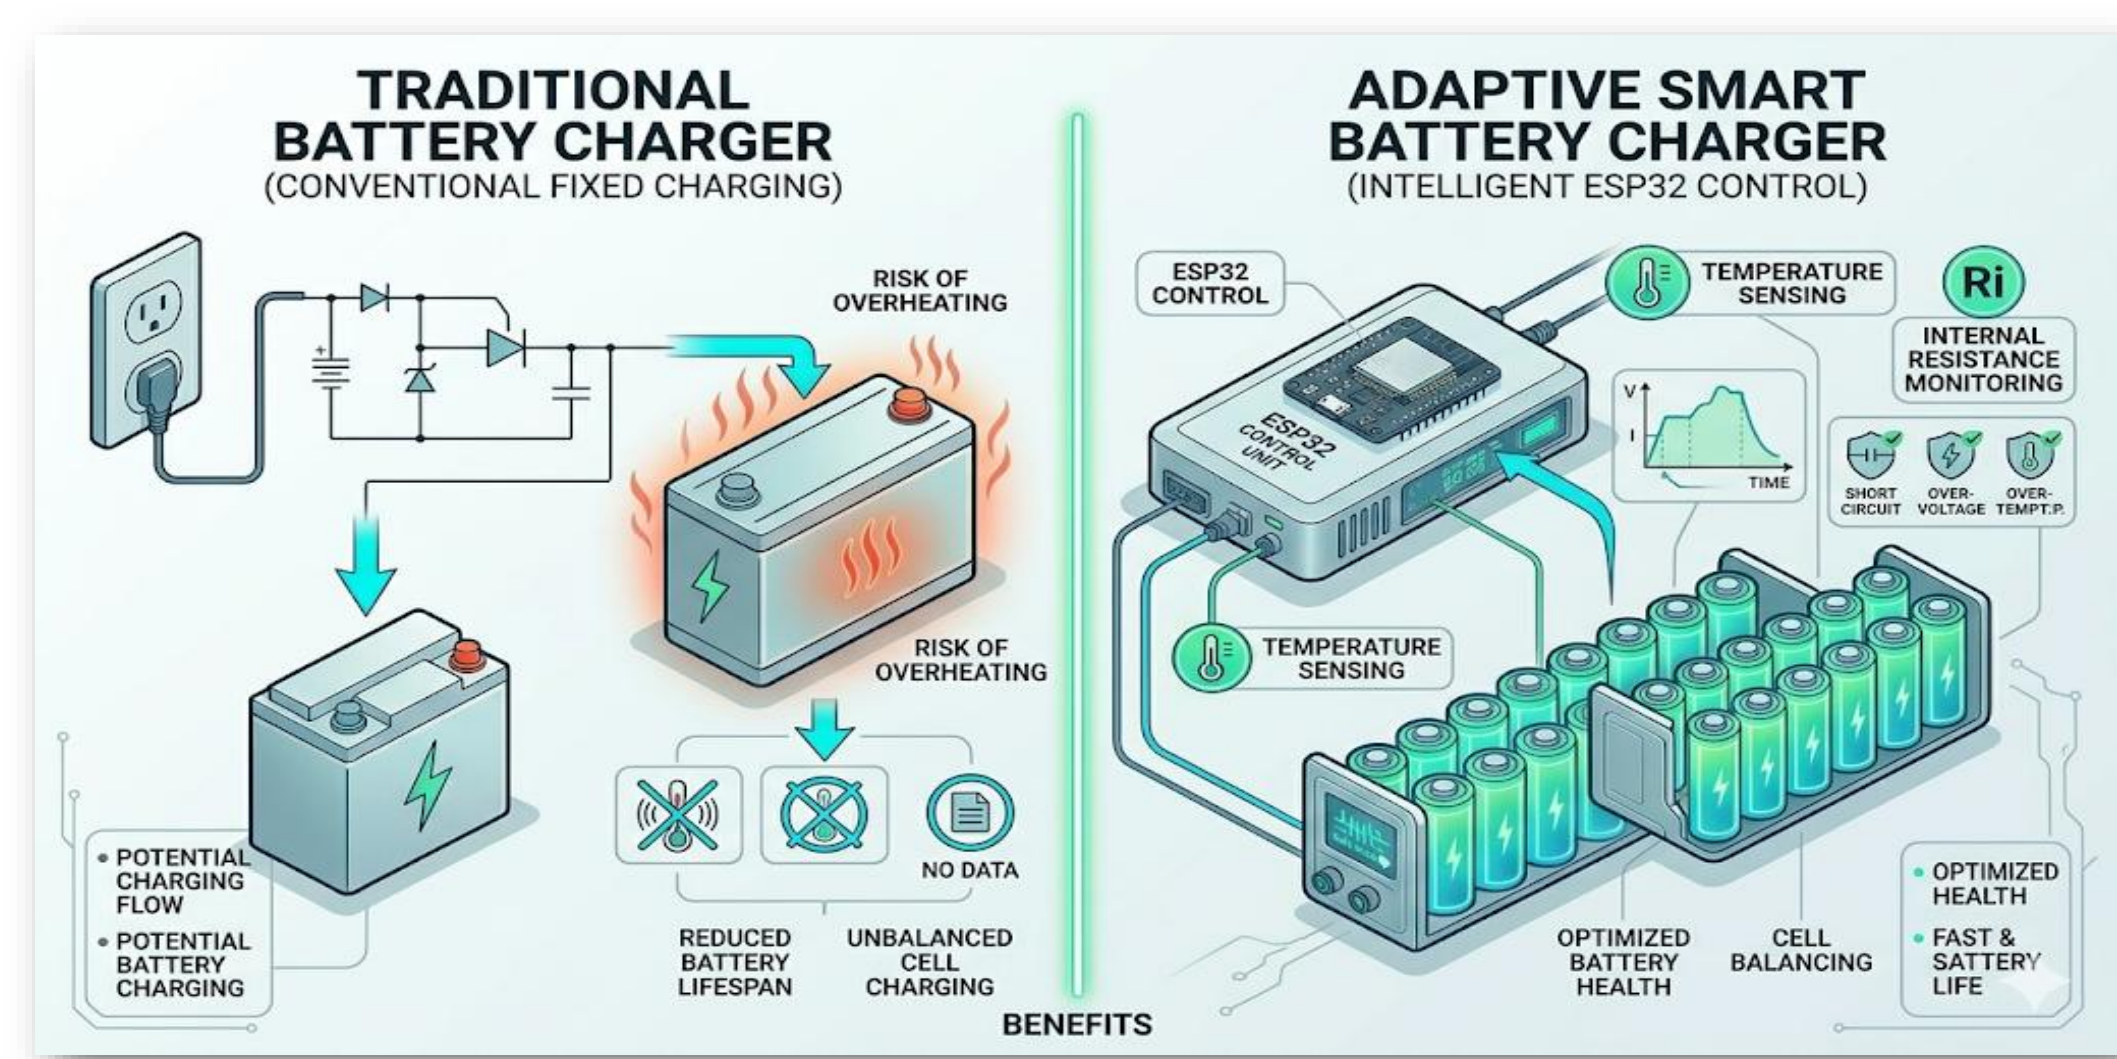 TRADITIONAL
BATTERY CHARGER
(CONVENTIONAL FIXED CHARGING)
RISK OF
OVERHEATING
+
RISK OF
OVERHEATING
NO DATA
• POTENTIAL
CHARGING
FLOW
• POTENTIAL
BATTERY
CHARGING
REDUCED
BATTERY
LIFESPAN
UNBALANCED
CELL
CHARGING
BENEFITS
ADAPTIVE SMART
BATTERY CHARGER
(INTELLIGENT ESP32 CONTROL)
ESP32
CONTROL
TEMPERATURE
SENSING
Ri
INTERNAL
RESISTANCE
MONITORING
ESP32
CONTROL
UNIT
V
I
TIME
SHORT
CIRCUIT
OVER-
VOLTAGE
OVER-
TEMPT.P.
TEMPERATURE
SENSING
OPTIMIZED
BATTERY
HEALTH
CELL
BALANCING
• OPTIMIZED
HEALTH
• FAST &
SATTERY
LIFE